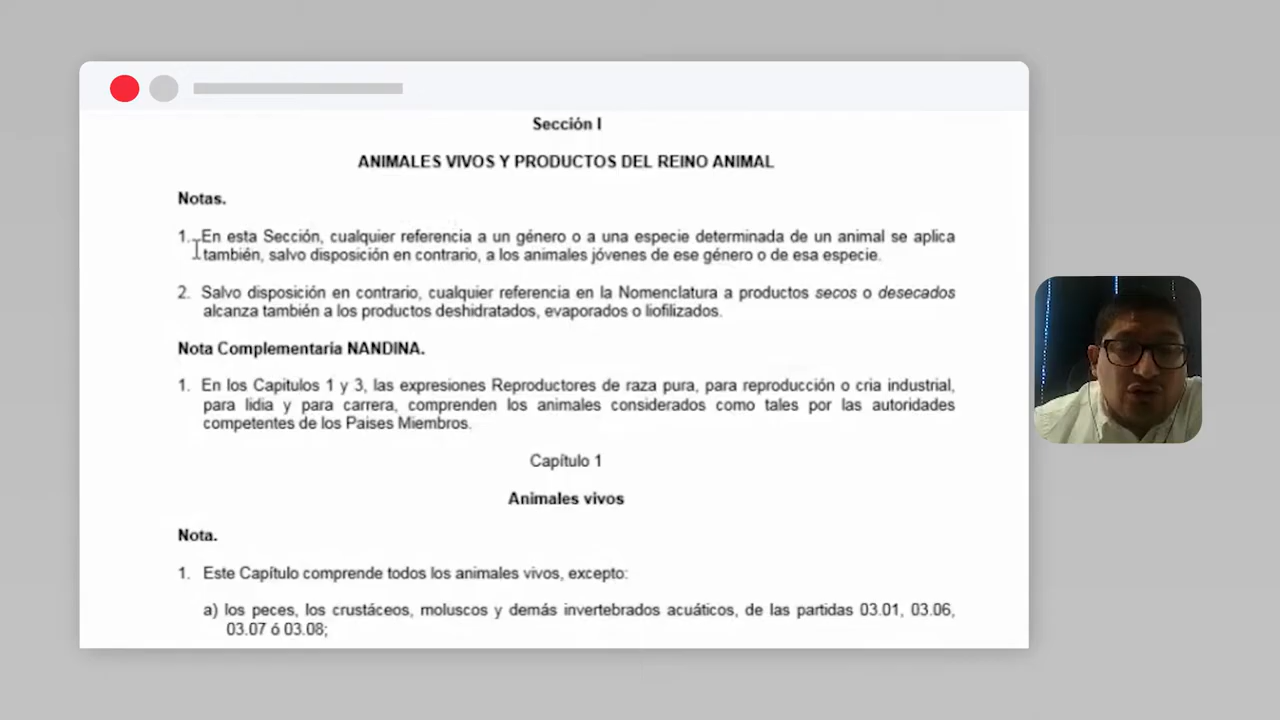 Sección I
ANIMALES VIVOS Y PRODUCTOS DEL REINO ANIMAL
Notas.
1. En esta Sección, cualquier referencia a un género o a una especie determinada de un animal se aplica
también, salvo disposición en contrario, a los animales jóvenes de ese género o de esa especie.
2. Salvo disposición en contrario, cualquier referencia en la Nomenclatura a productos secos o desecados
alcanza también a los productos deshidratados, evaporados o liofilizados.
Nota Complementaria NANDINA.
1. En los Capitulos 1 y 3, las expresiones Reproductores de raza pura, para reproducción o cria industrial,
para lidia y para carrera, comprenden los animales considerados como tales por las autoridades
competentes de los Paises Miembros.
Capítulo 1
Animales vivos
Nota.
1. Este Capítulo comprende todos los animales vivos, excepto:
a) los peces, los crustáceos, moluscos y demás invertebrados acuáticos, de las partidas 03.01, 03.06,
03.07 ó 03.08;